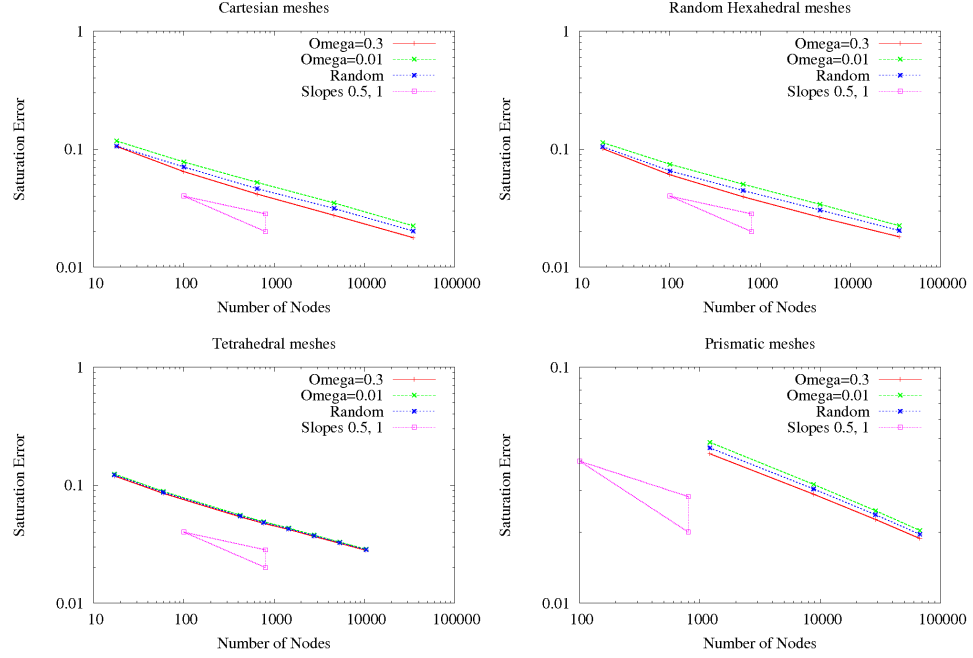 Cartesian meshes
1
0.1
0.01
Saturation Error
Omega=0.3
Omega=0.01
Random
Slopes 0.5, 1
10
100
1000
10000
100000
Number of Nodes
Random Hexahedral meshes
1
0.1
0.01
Saturation Error
Omega=0.3
Omega=0.01
Random
Slopes 0.5, 1
10
100
1000
10000
100000
Number of Nodes
Tetrahedral meshes
1
0.1
0.01
Saturation Error
Omega=0.3
Omega=0.01
Random
Slopes 0.5, 1
10
100
1000
10000
100000
Number of Nodes
Prismatic meshes
0.1
0.01
Saturation Error
Omega=0.3
Omega=0.01
Random
Slopes 0.5, 1
100
1000
10000
100000
Number of Nodes